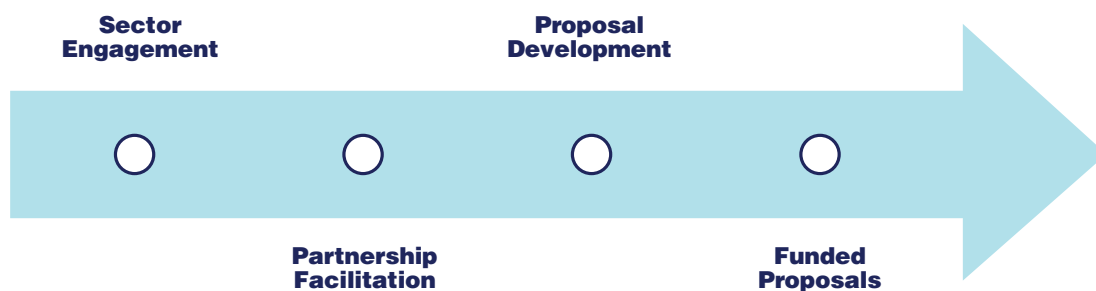 Sector
Engagement
Proposal
Development
Partnership
Facilitation
Funded
Proposals